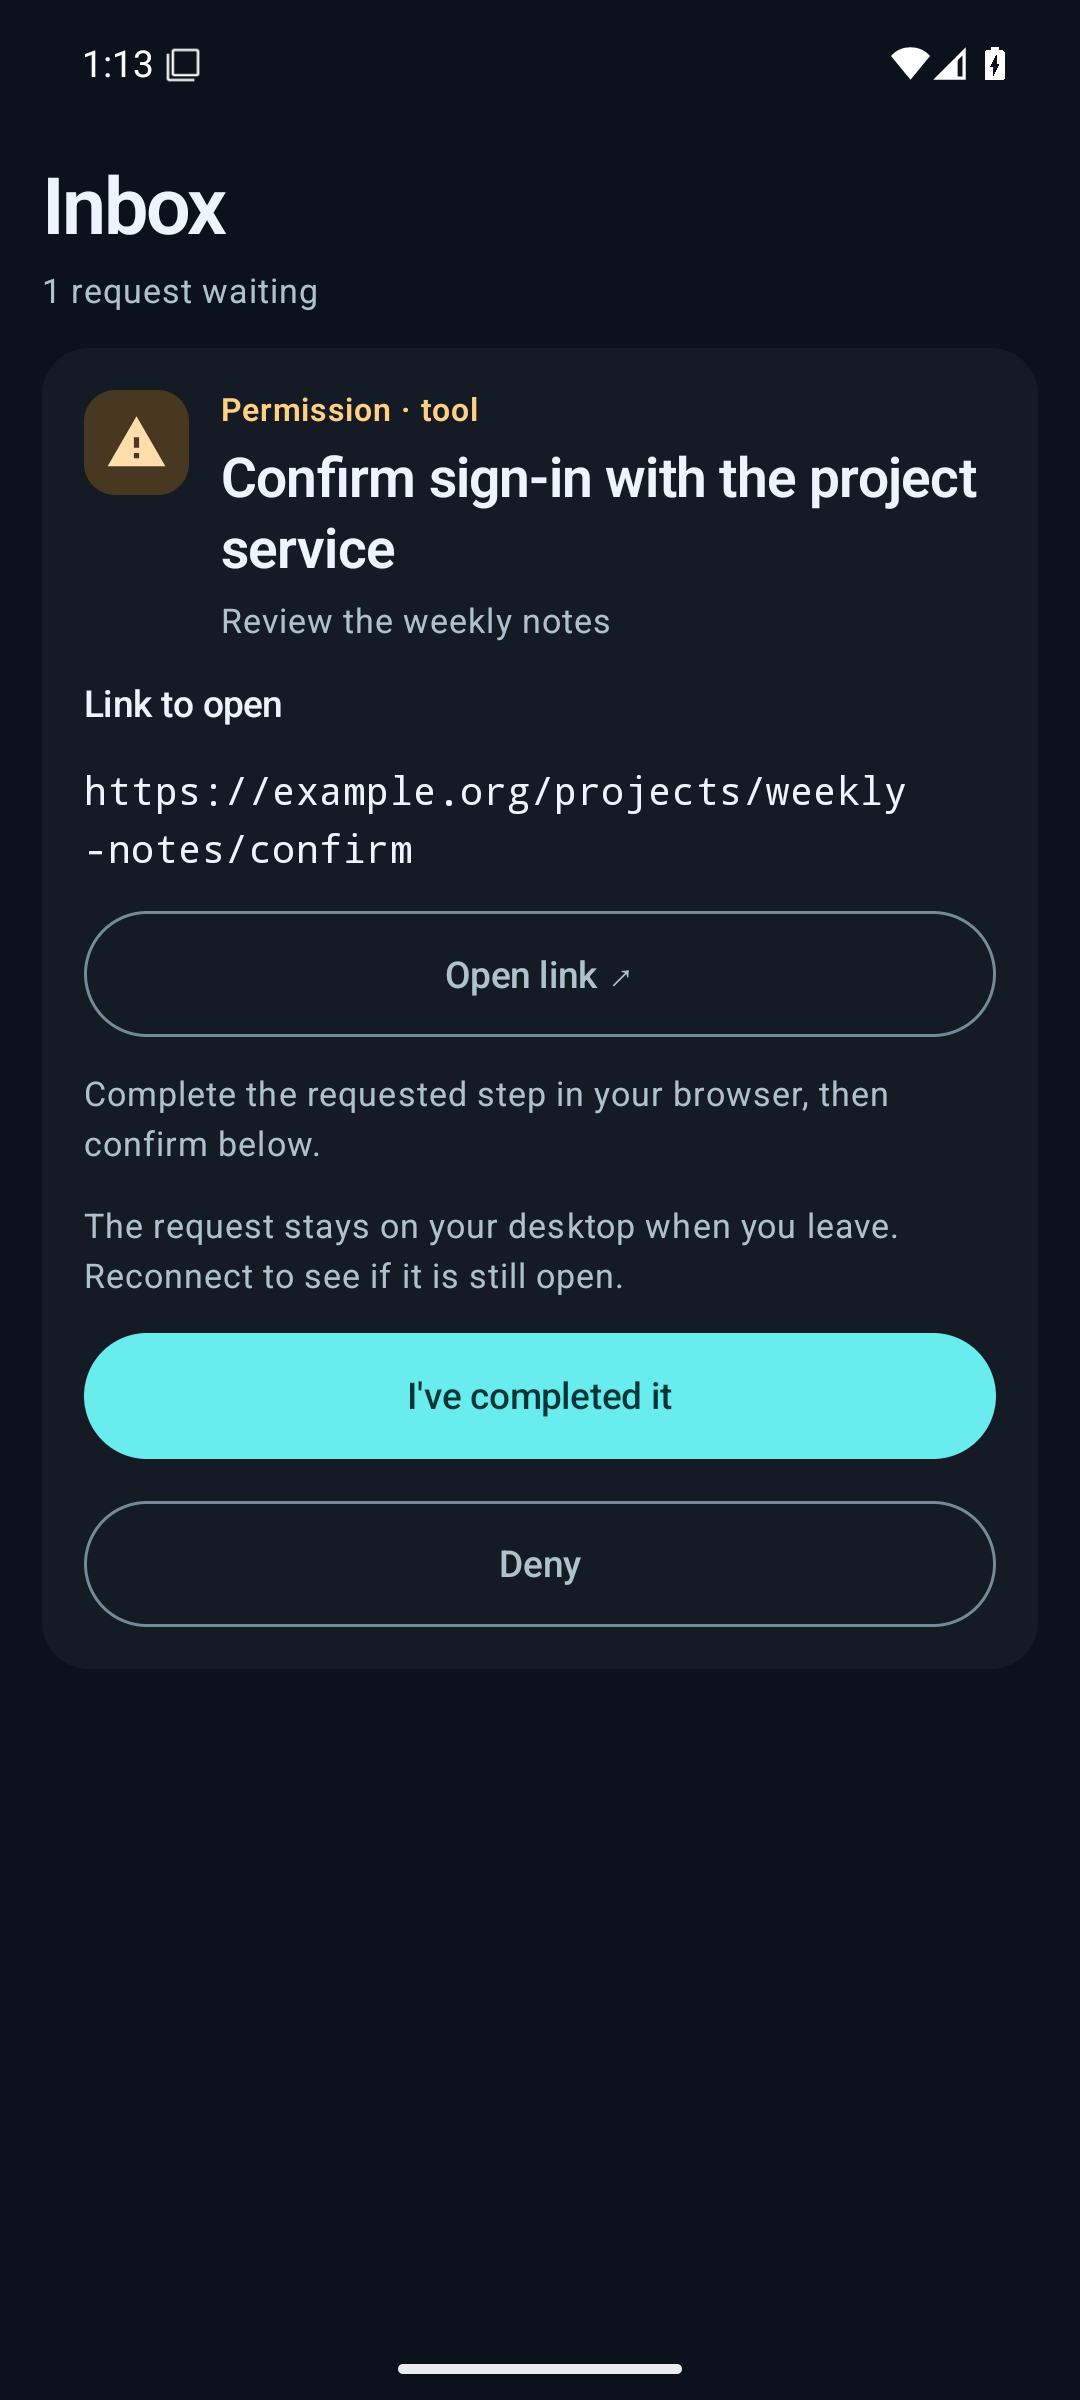 1:13
Inbox
1 request waiting
Permission · tool
Confirm sign-in with the project
service
Review the weekly notes
Link to open
https://example.org/projects/weekly
-notes/confirm
Open link ↗
Complete the requested step in your browser, then
confirm below.
The request stays on your desktop when you leave.
Reconnect to see if it is still open.
I've completed it
Deny